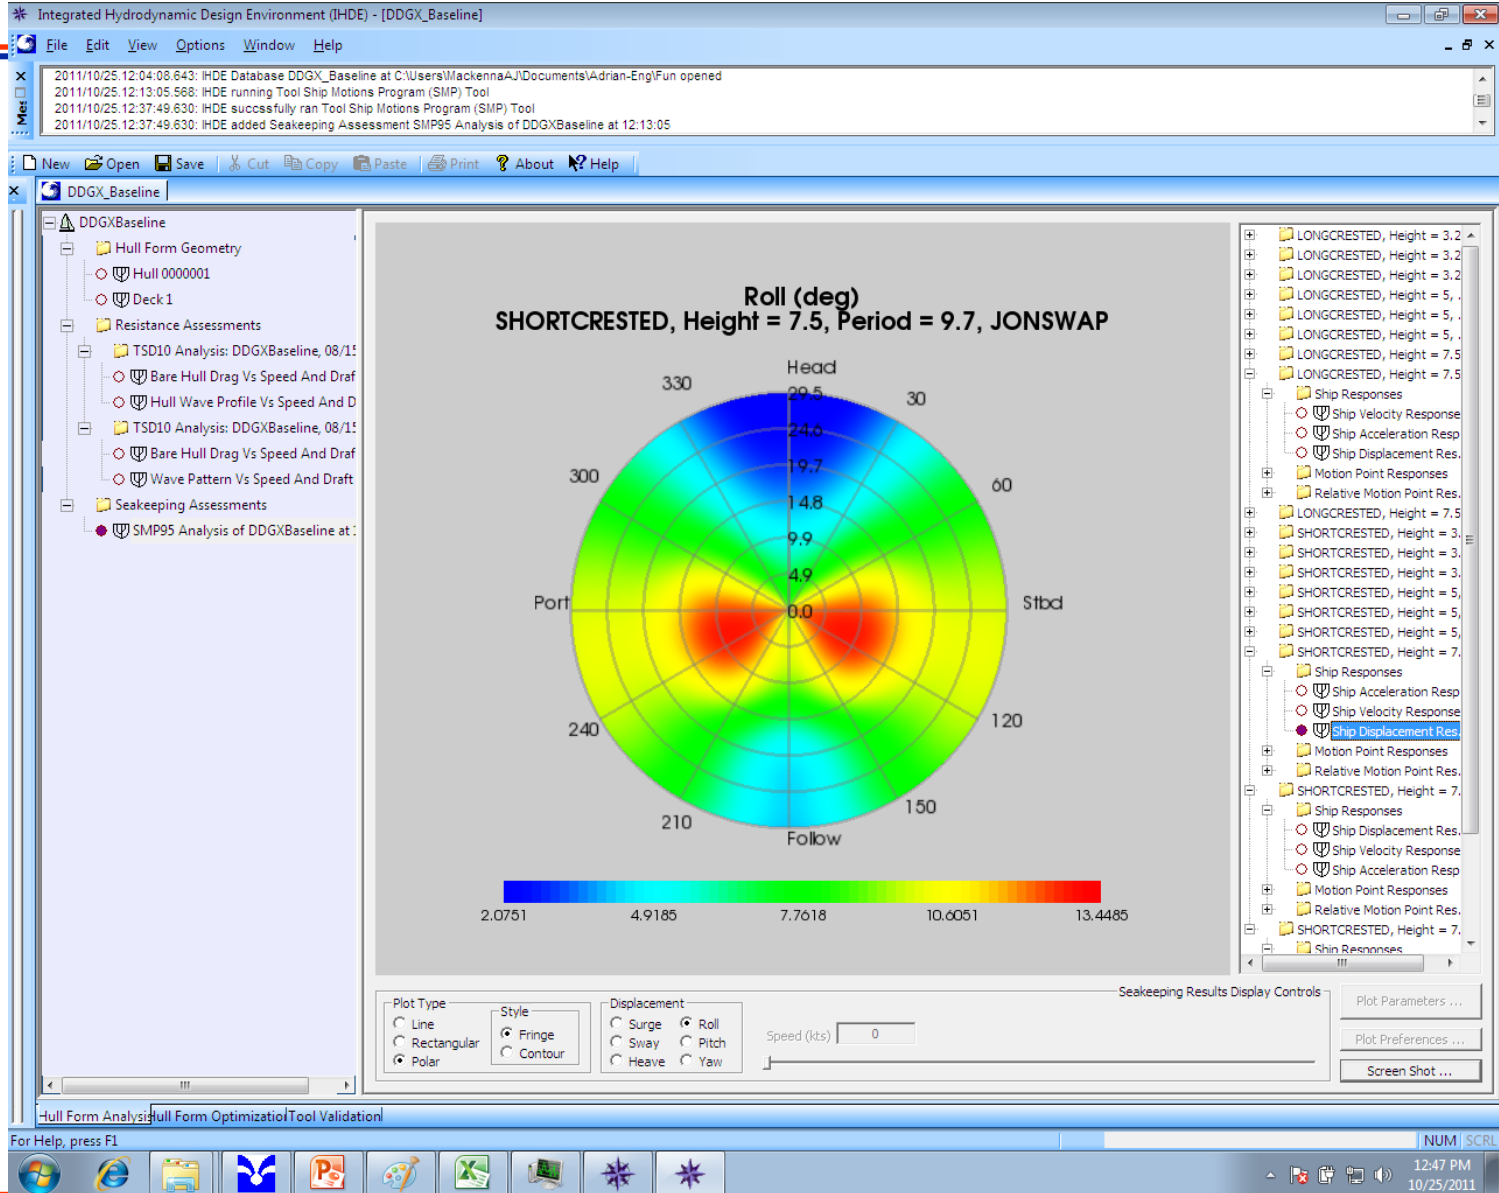 Integrated Hydrodynamic Design Environment (IHDE) - [DDGX_Baseline]
File Edit View Options Window Help
Mes
2011/10/25.12:04:08.643: IHDE Database DDGX_Baseline at C:\Users\MackennaAJ\Documents\Adrian-Eng\Fun opened
2011/10/25.12:13:05.568: IHDE running Tool Ship Motions Program (SMP) Tool
2011/10/25.12:37:49.630: IHDE succssfully ran Tool Ship Motions Program (SMP) Tool
2011/10/25.12:37:49.630: IHDE added Seakeeping Assessment SMP95 Analysis of DDGXBaseline at 12:13:05
New Open Save Cut Copy Paste Print About Help
DDGX_Baseline
DDGXBaseline
Hull Form Geometry
Hull 0000001
Deck 1
Resistance Assessments
TSD10 Analysis: DDGXBaseline, 08/15
Bare Hull Drag Vs Speed And Draf
Hull Wave Profile Vs Speed And D
TSD10 Analysis: DDGXBaseline, 08/15
Bare Hull Drag Vs Speed And Draf
Wave Pattern Vs Speed And Draft
Seakeeping Assessments
SMP95 Analysis of DDGXBaseline at 1
Roll (deg)
SHORTCRESTED, Height = 7.5, Period = 9.7, JONSWAP
Head
330
29.5
30
24.6
19.7
300
60
14.8
9.9
4.9
Port
0.0
Stbd
240
120
210
150
Follow
2.0751 4.9185 7.7618 10.6051 13.4485
LONGCRESTED, Height = 3.2
LONGCRESTED, Height = 3.2
LONGCRESTED, Height = 3.2
LONGCRESTED, Height = 5, .
LONGCRESTED, Height = 5, .
LONGCRESTED, Height = 5, .
LONGCRESTED, Height = 7.5
LONGCRESTED, Height = 7.5
Ship Responses
Ship Velocity Response
Ship Acceleration Resp
Ship Displacement Res.
Motion Point Responses
Relative Motion Point Res.
LONGCRESTED, Height = 7.5
SHORTCRESTED, Height = 3.
SHORTCRESTED, Height = 3.
SHORTCRESTED, Height = 3.
SHORTCRESTED, Height = 5,
SHORTCRESTED, Height = 5,
SHORTCRESTED, Height = 5,
SHORTCRESTED, Height = 7.
Ship Responses
Ship Acceleration Resp
Ship Velocity Response
Ship Displacement Res.
Motion Point Responses
Relative Motion Point Res.
SHORTCRESTED, Height = 7.
Ship Responses
Ship Displacement Res.
Ship Velocity Response
Ship Acceleration Resp
Motion Point Responses
Relative Motion Point Res.
SHORTCRESTED, Height = 7.
Ship Responses
Seakeeping Results Display Controls
Plot Type
Line
Rectangular
Polar
Style
Fringe
Contour
Displacement
Surge Roll
Sway Pitch
Heave Yaw
Speed (kts) 0
Plot Parameters ...
Plot Preferences ...
Screen Shot ...
Hull Form Analysis Hull Form Optimization Tool Validation
For Help, press F1
NUM SCRL
12:47 PM
10/25/2011